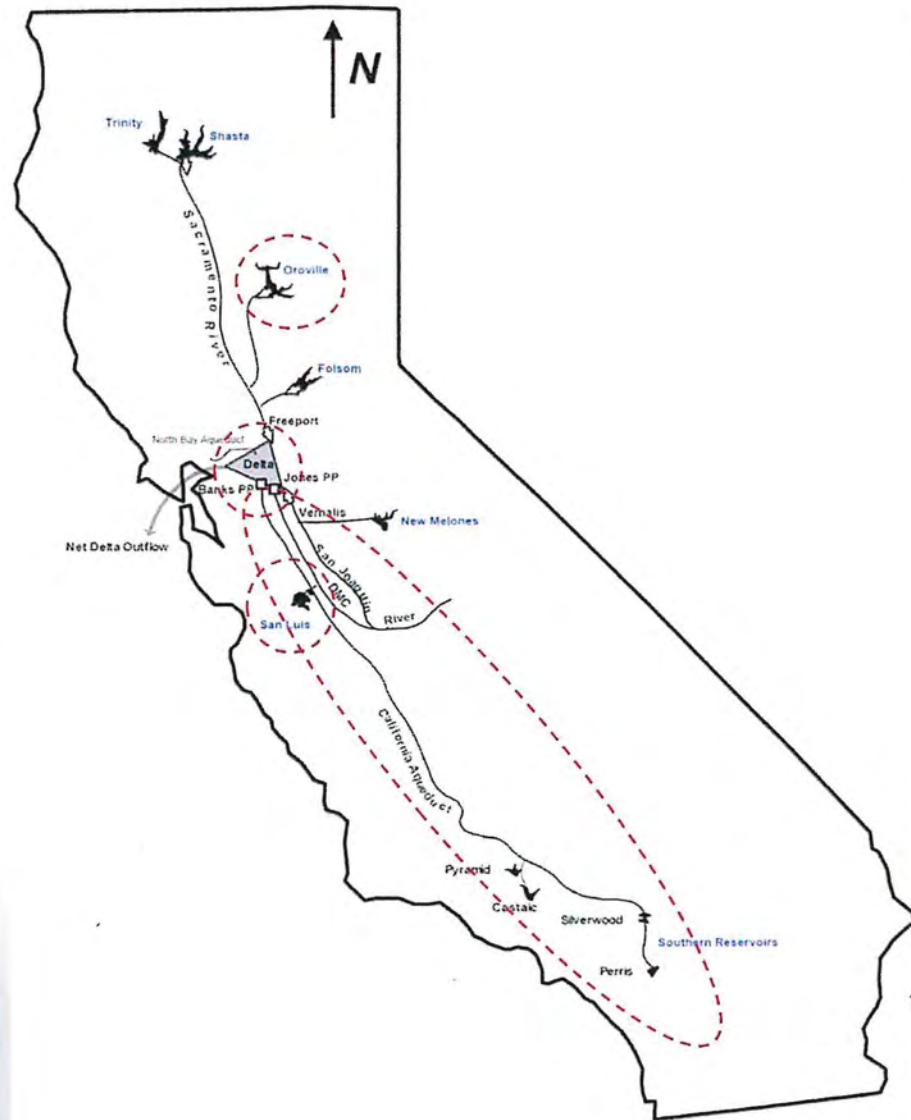 N
Trinity
Shasta
Sacramento River
Oroville
Folsom
Freeport
North Bay Aqueduct
Delta
Jones PP
Banks PP
Vernalis
New Melones
Net Delta Outflow
San Joaquin
River
DMC
San Luis
California Aqueduct
Pyramid
Castaic
Silverwood
Southern Reservoirs
Perris